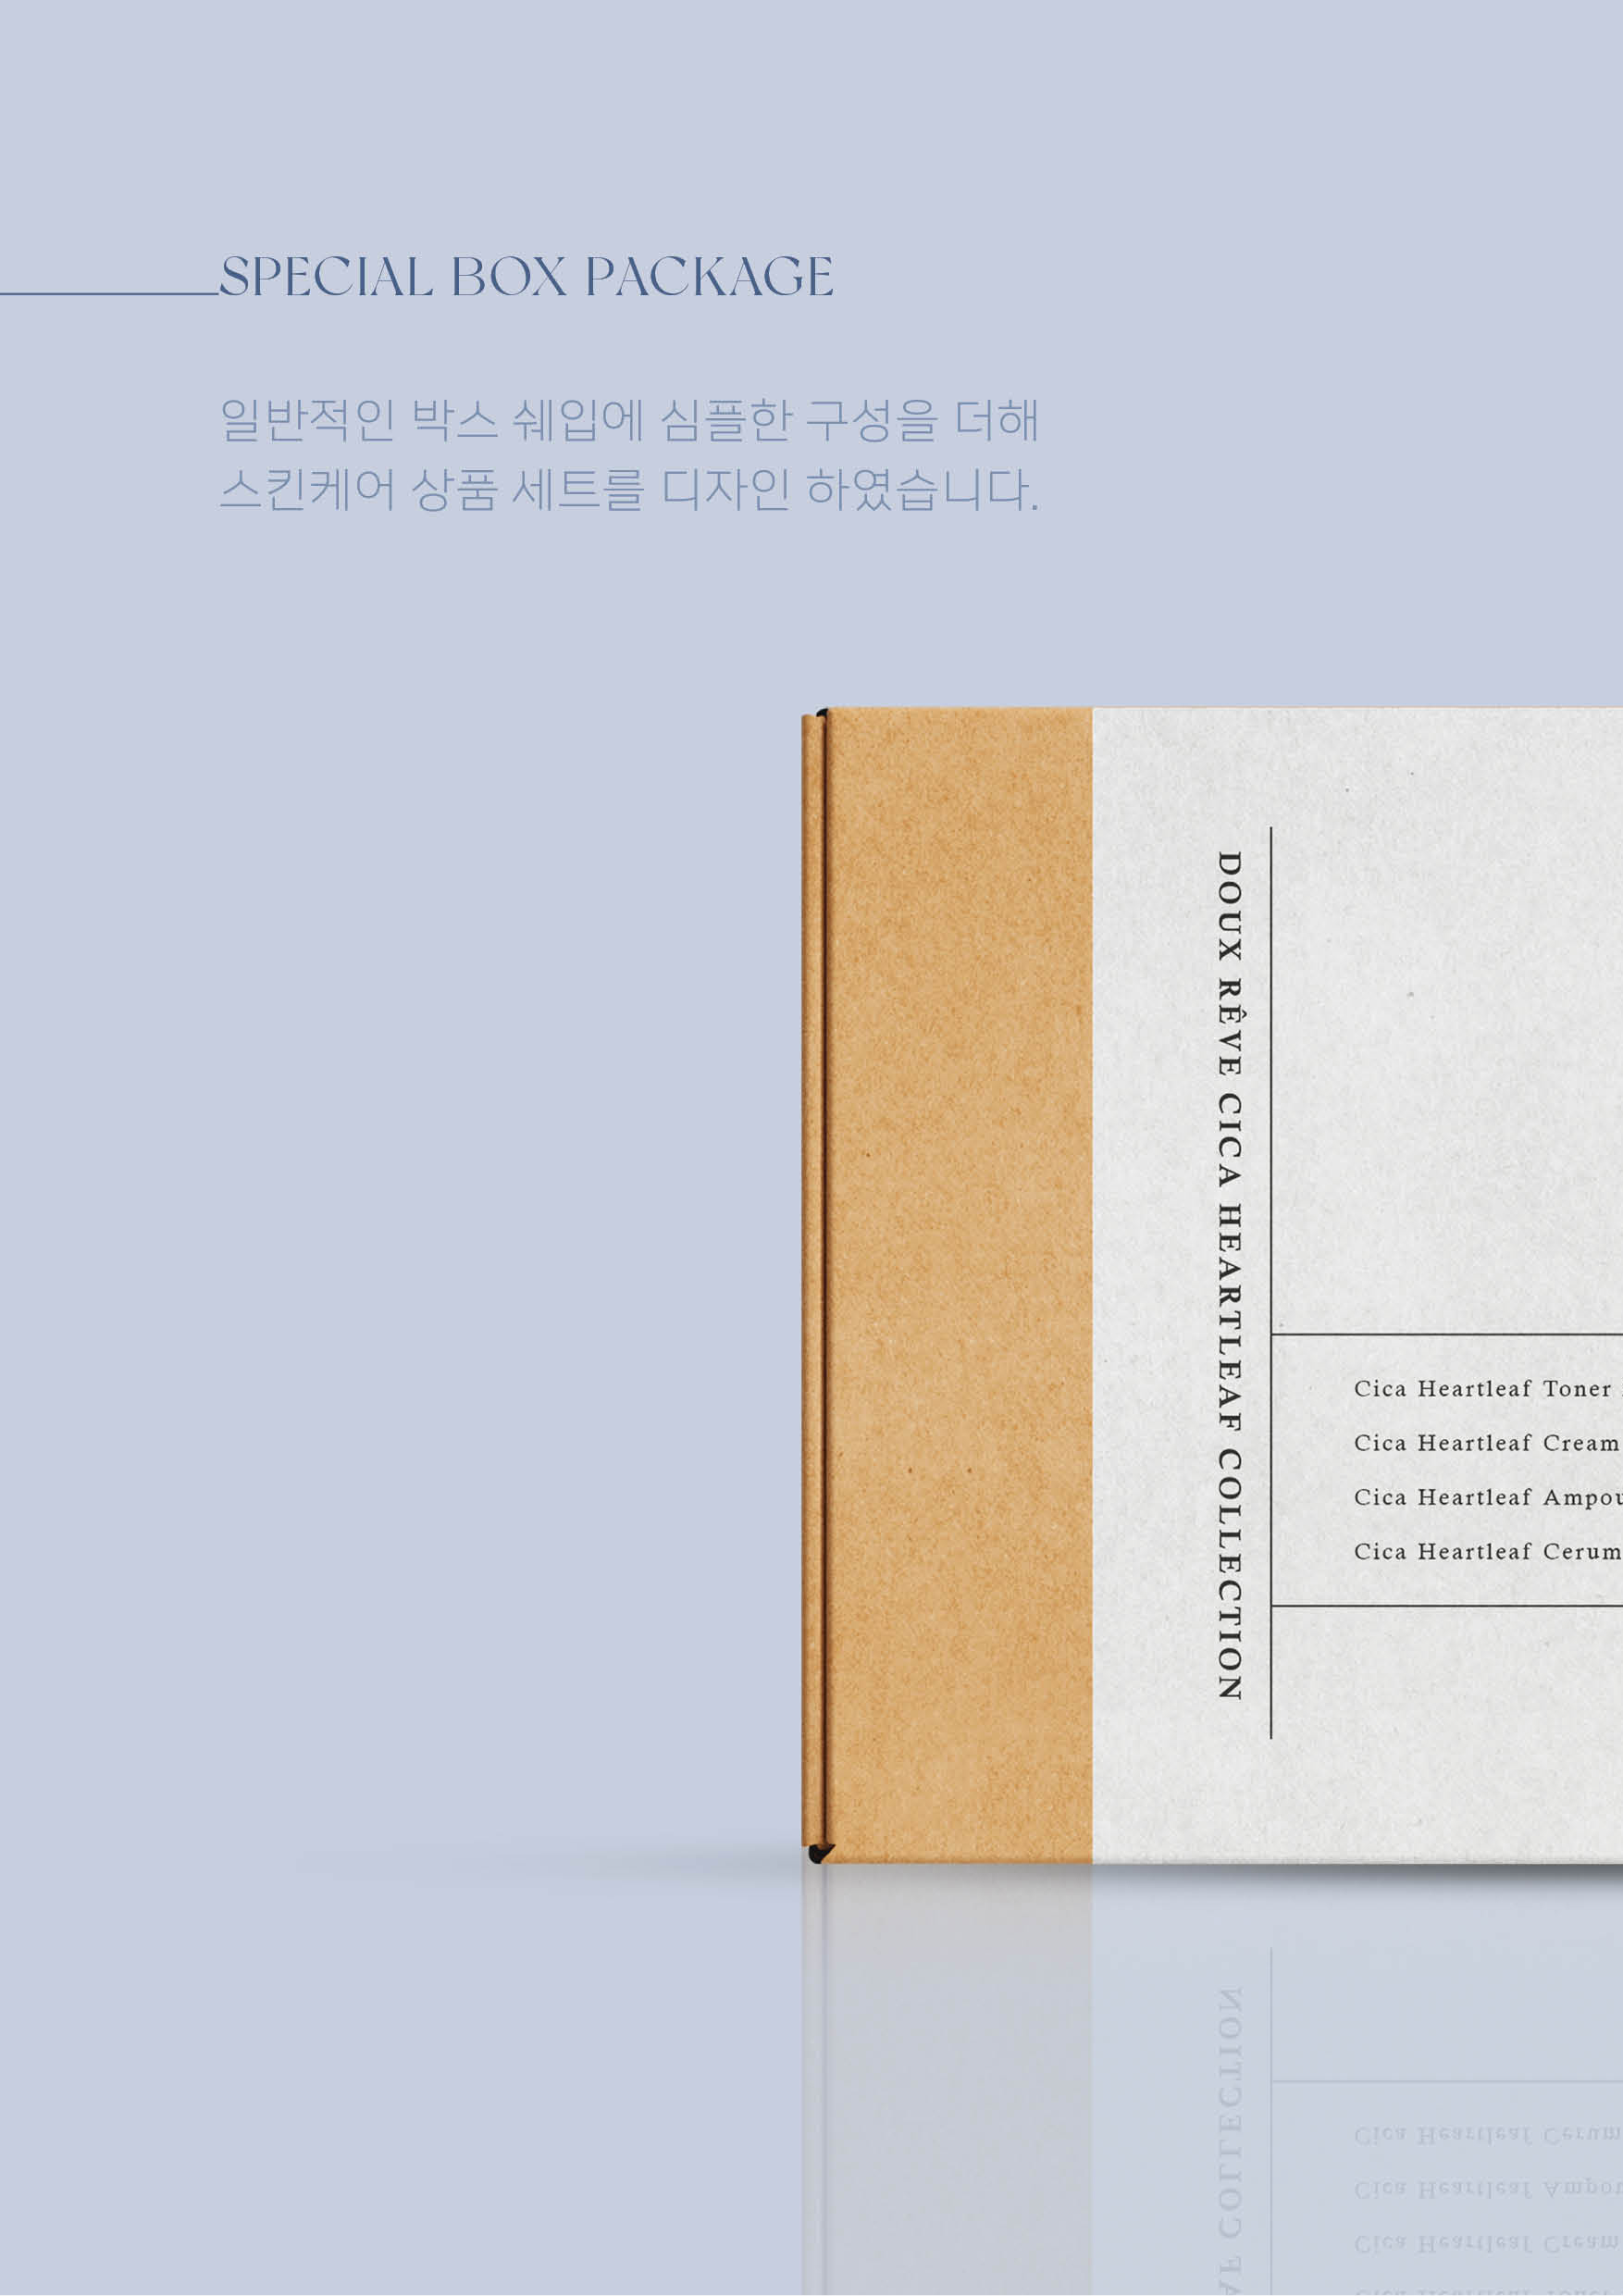 SPECIAL BOX PACKAGE
일반적인 박스 쉐입에 심플한 구성을 더해
스킨케어 상품 세트를 디자인 하였습니다.
DOUX RÊVE CICA HEARTLEAF COLLECTION
Cica Heartleaf Toner
Cica Heartleaf Cream
Cica Heartleaf
Cica Heartleaf Cerum